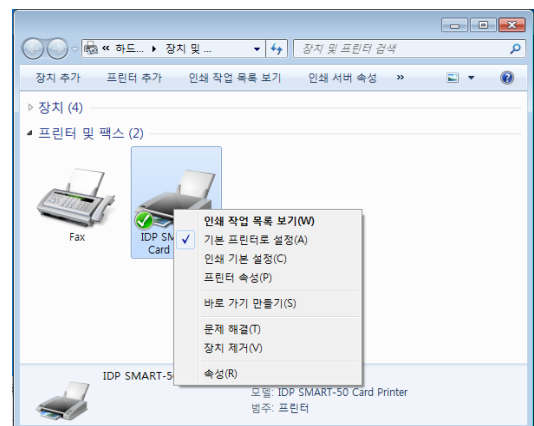 « 하드... ▸ 장치 및 ...
장치 및 프린터 검색
장치 추가 프린터 추가 인쇄 작업 목록 보기 인쇄 서버 속성 »
장치 (4)
프린터 및 팩스 (2)
Fax
IDP SM
Card
인쇄 작업 목록 보기(W)
기본 프린터로 설정(A)
인쇄 기본 설정(C)
프린터 속성(P)
바로 가기 만들기(S)
문제 해결(T)
장치 제거(V)
속성(R)
IDP SMART-5
모델: IDP SMART-50 Card Printer
범주: 프린터